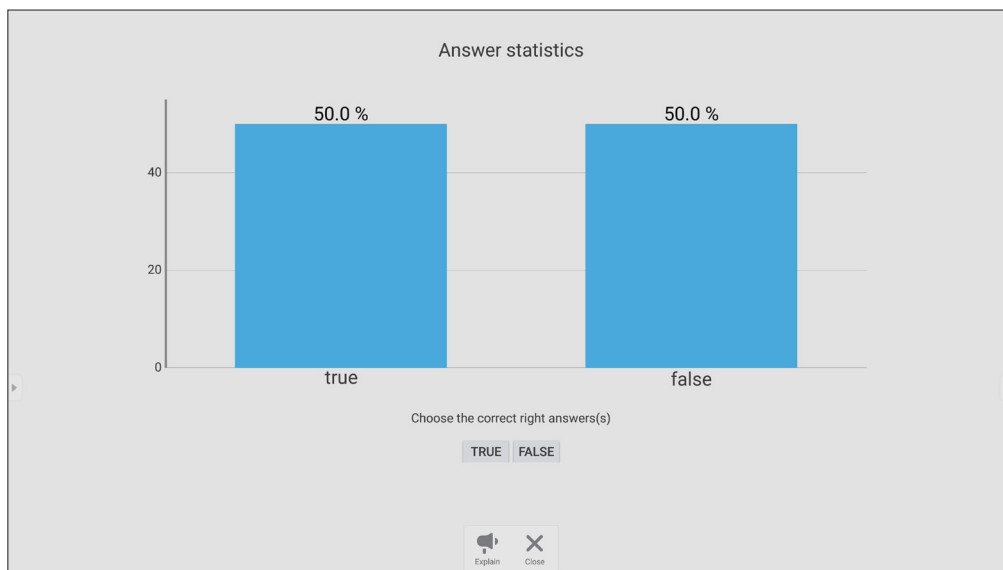 Answer statistics
50.0 % 50.0 %
40
20
0
true false
Choose the correct right answers(s)
TRUE FALSE
Explain Close